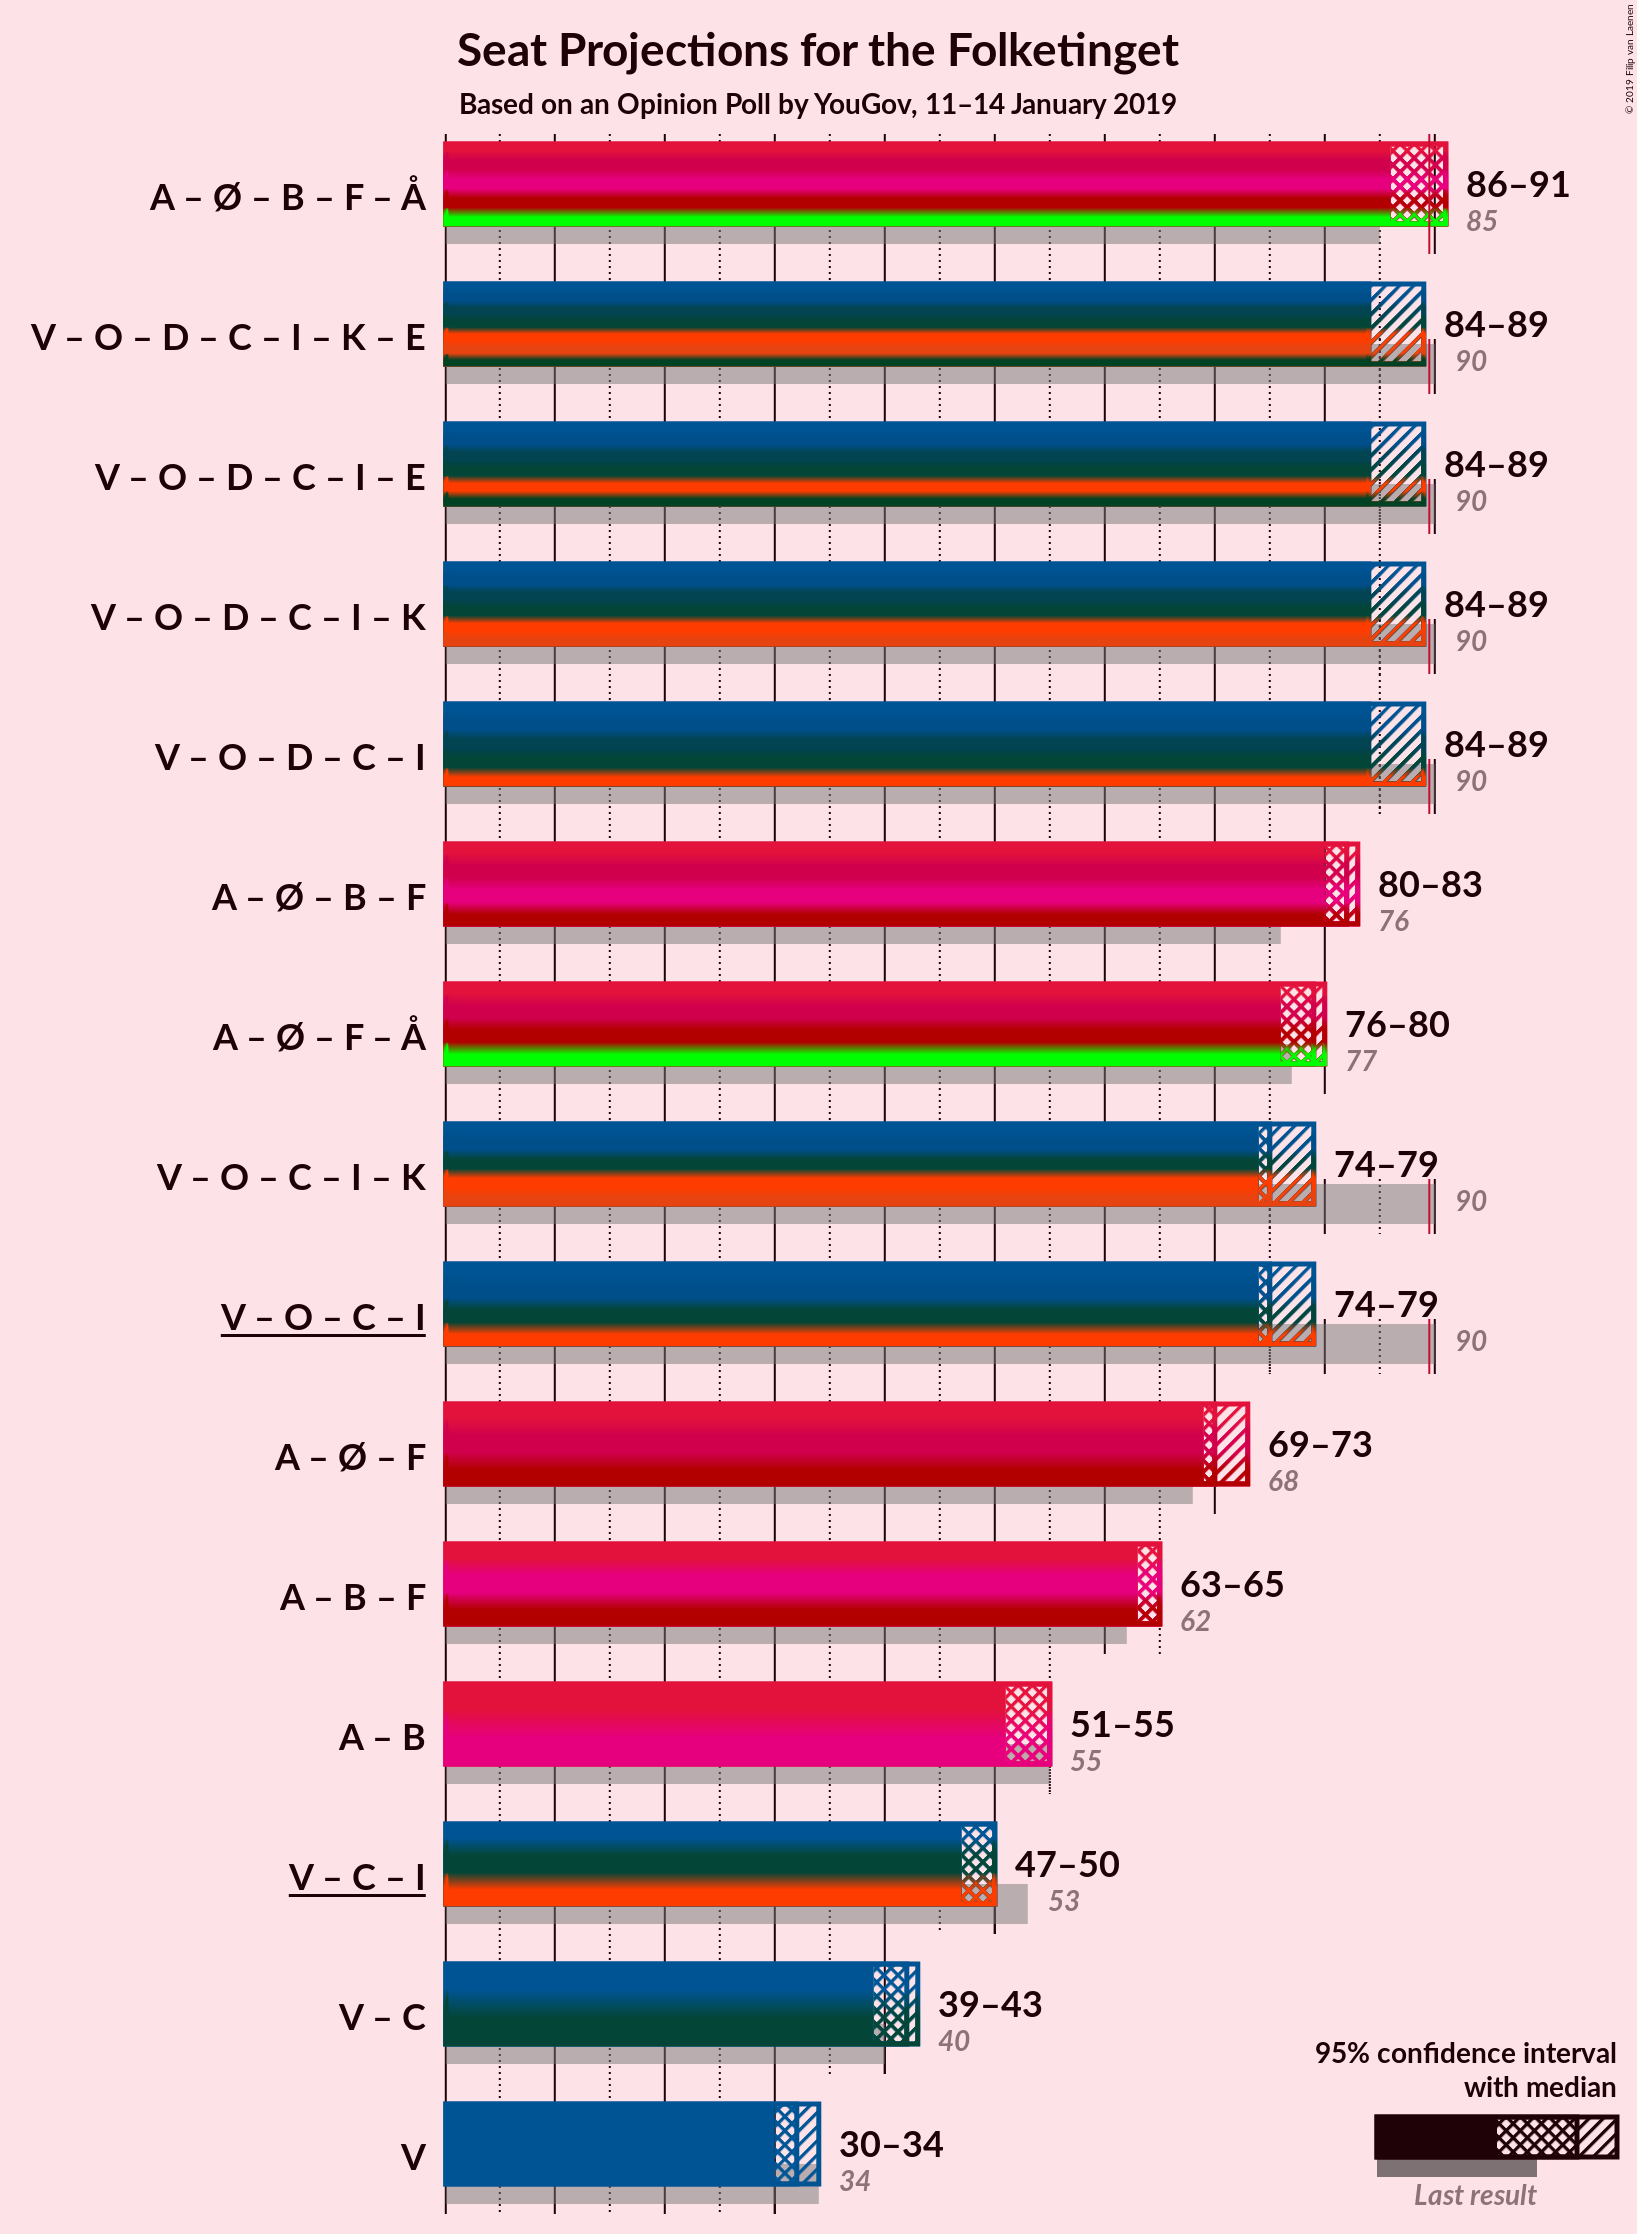 Seat Projections for the Folketinget
Based on an Opinion Poll by YouGov, 11–14 January 2019
© 2019 Filip van Laenen
A – Ø – B – F – Å
86–91
85
V – O – D – C – I – K – E
84–89
90
V – O – D – C – I – E
84–89
90
V – O – D – C – I – K
84–89
90
V – O – D – C – I
84–89
90
A – Ø – B – F
80–83
76
A – Ø – F – Å
76–80
77
V – O – C – I – K
74–79
90
V – O – C – I
74–79
90
A – Ø – F
69–73
68
A – B – F
63–65
62
A – B
51–55
55
V – C – I
47–50
53
V – C
39–43
40
V
30–34
34
95% confidence interval
with median
Last result